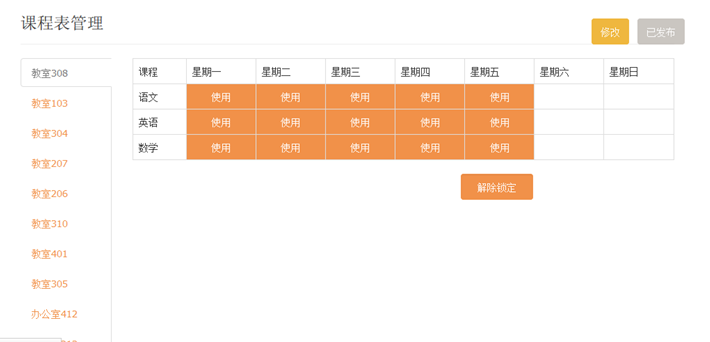 课程表管理
修改 已发布
教室308
教室103
教室304
教室207
教室206
教室310
教室401
教室305
办公室412
课程 星期一 星期二 星期三 星期四 星期五 星期六 星期日
语文 使用 使用 使用 使用 使用
英语 使用 使用 使用 使用 使用
数学 使用 使用 使用 使用 使用
解除锁定